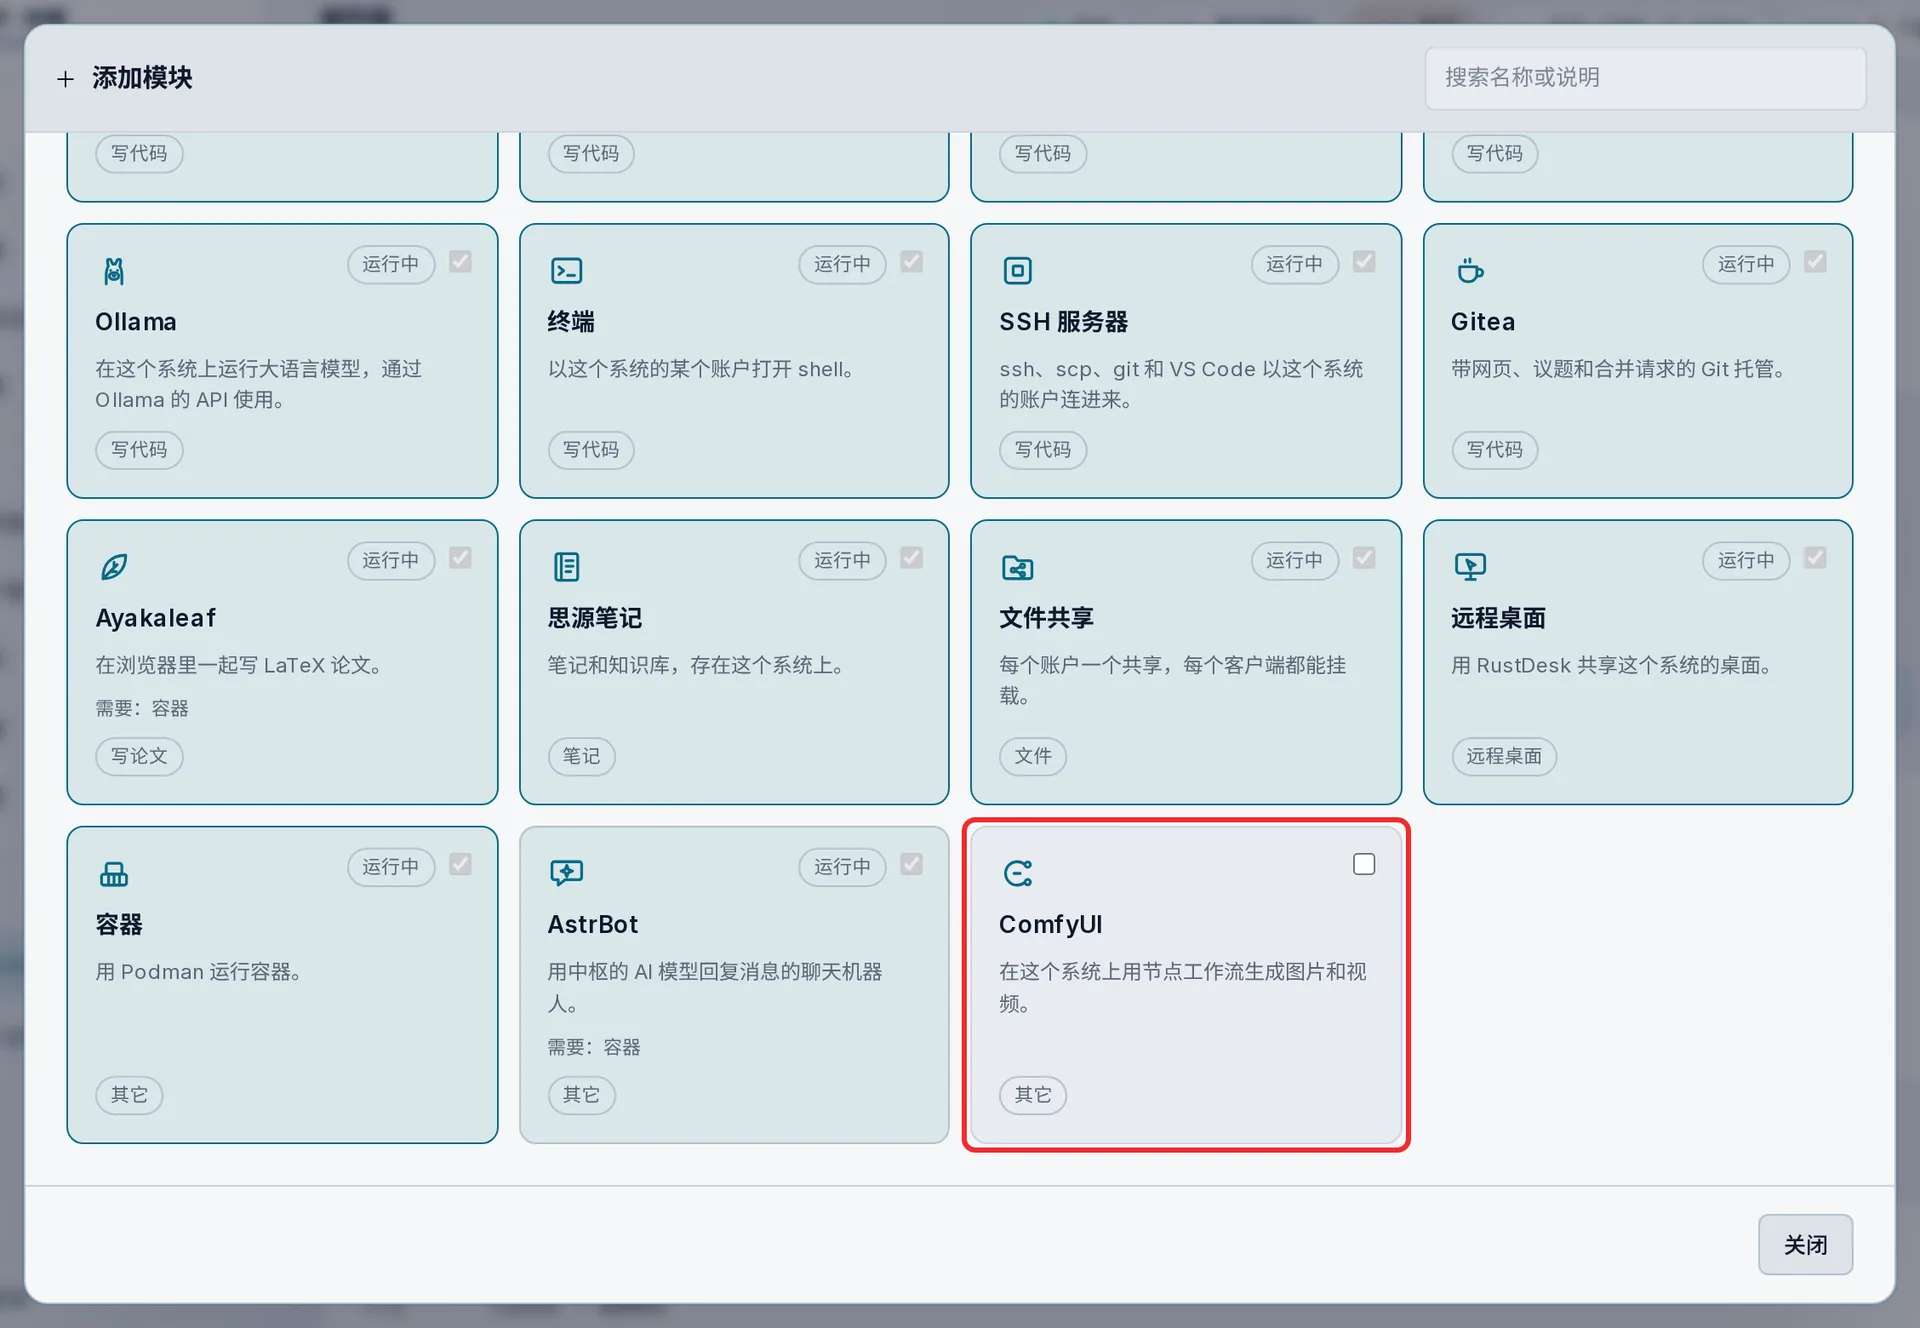 添加模块
搜索名称或说明
写代码
写代码
写代码
写代码
运行中
Ollama
在这个系统上运行大语言模型，通过
Ollama 的 API 使用。
写代码
运行中
终端
以这个系统的某个账户打开 shell。
写代码
运行中
SSH 服务器
ssh、scp、git 和 VS Code 以这个系统
的账户连进来。
写代码
运行中
Gitea
带网页、议题和合并请求的 Git 托管。
写代码
运行中
Ayakaleaf
在浏览器里一起写 LaTeX 论文。
需要：容器
写论文
运行中
思源笔记
笔记和知识库，存在这个系统上。
笔记
运行中
文件共享
每个账户一个共享，每个客户端都能挂
载。
文件
运行中
远程桌面
用 RustDesk 共享这个系统的桌面。
远程桌面
运行中
容器
用 Podman 运行容器。
其它
运行中
AstrBot
用中枢的 AI 模型回复消息的聊天机器
人。
需要：容器
其它
ComfyUI
在这个系统上用节点工作流生成图片和视
频。
其它
关闭